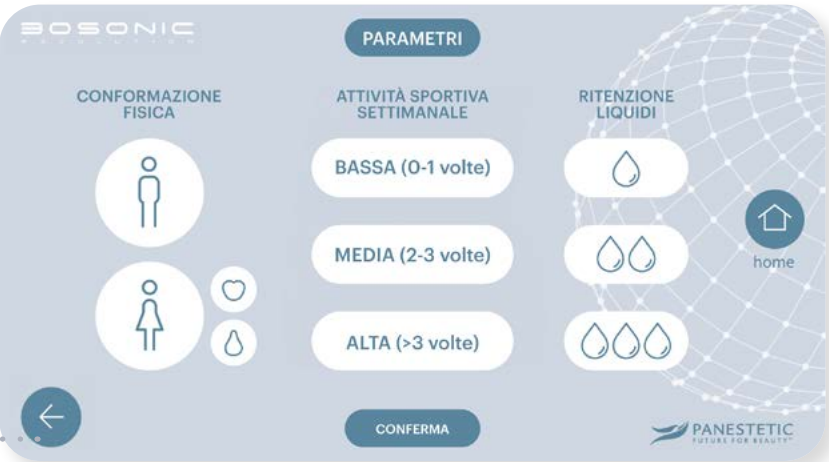 BOSONIC
REVOLUTION
PARAMETRI
CONFORMAZIONE
FISICA
ATTIVITÀ SPORTIVA
SETTIMANALE
RITENZIONE
LIQUIDI
BASSA (0-1 volte)
MEDIA (2-3 volte)
ALTA (>3 volte)
home
CONFERMA
PANESTETIC
FUTURE FOR BEAUTY